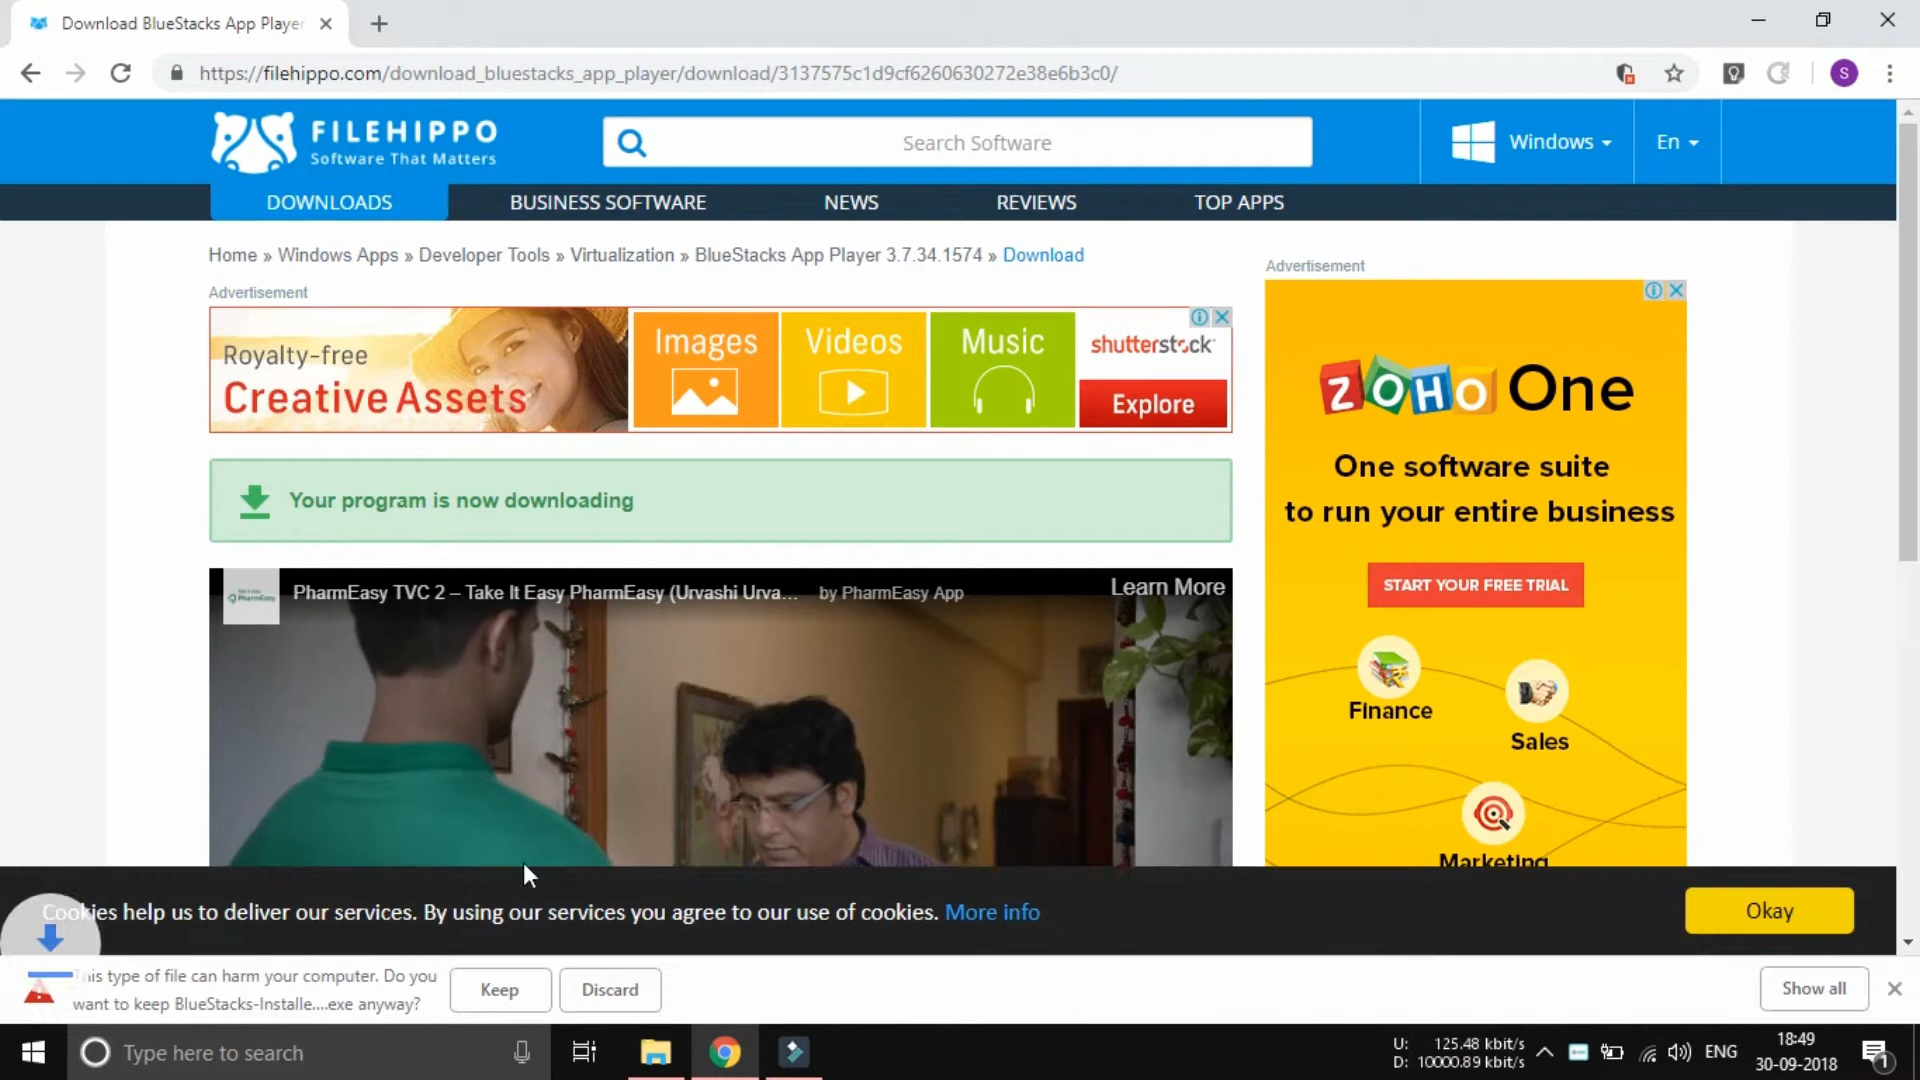 Download BlueStacks App Player
https://filehippo.com/download_bluestacks_app_player/download/3137575c1d9cf6260630272e38e6b3c0/
S
FILEHIPPO
Software That Matters
Search Software
Windows
En
DOWNLOADS
BUSINESS SOFTWARE
NEWS
REVIEWS
TOP APPS
Home » Windows Apps » Developer Tools » Virtualization » BlueStacks App Player 3.7.34.1574 » Download
Advertisement
Advertisement
Royalty-free
Creative Assets
Images
Videos
Music
shutterstock
Explore
ZOHO One
One software suite
to run your entire business
START YOUR FREE TRIAL
Finance
Sales
Marketing
Your program is now downloading
PharmEasy
PharmEasy TVC 2 – Take It Easy PharmEasy (Urvashi Urva...
by PharmEasy App
Learn More
Cookies help us to deliver our services. By using our services you agree to our use of cookies. More info
Okay
This type of file can harm your computer. Do you
want to keep BlueStacks-Installe....exe anyway?
Keep
Discard
Show all
Type here to search
U: 125.48 kbit/s
D: 10000.89 kbit/s
ENG
18:49
30-09-2018
1